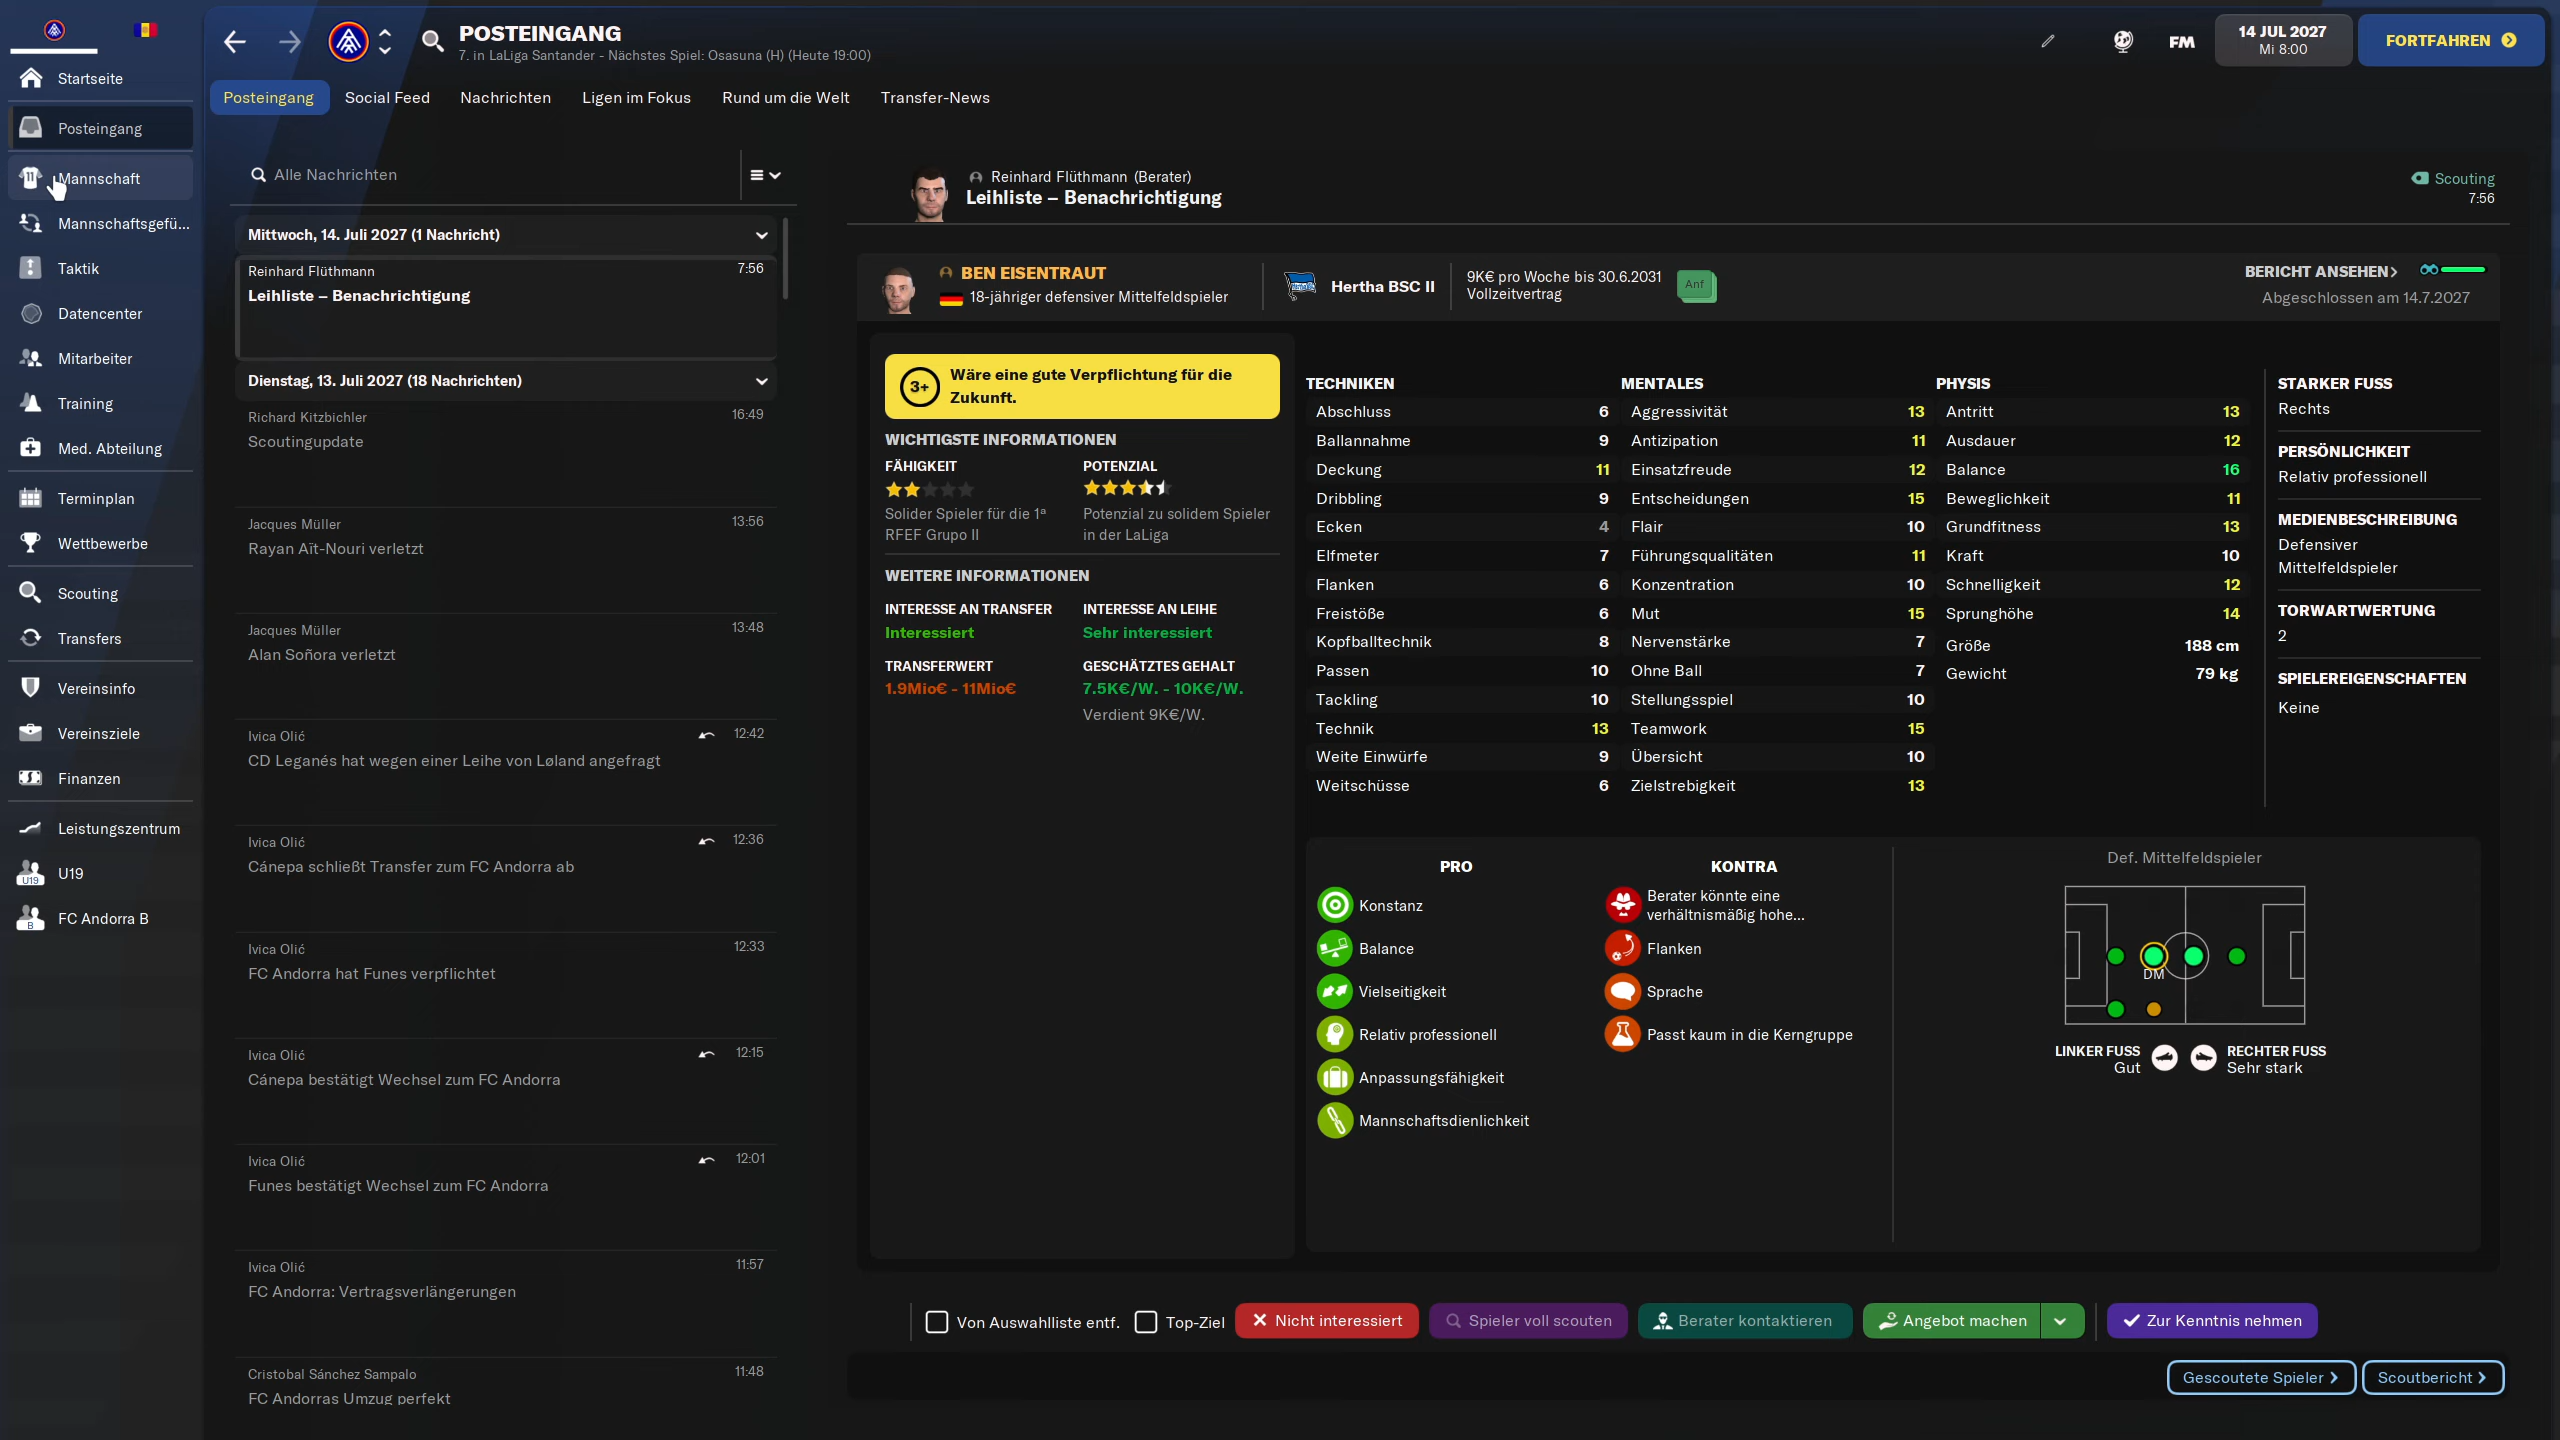 POSTEINGANG
7. in LaLiga Santander - Nächstes Spiel: Osasuna (H) (Heute 19:00)
FM
14 JUL 2027
Mi 8:00
FORTFAHREN
Startseite
Posteingang
Mannschaft
Mannschaftsgefü...
Taktik
Datencenter
Mitarbeiter
Training
Med. Abteilung
Terminplan
Wettbewerbe
Scouting
Transfers
Vereinsinfo
Vereinsziele
Finanzen
Leistungszentrum
U19
U19
B
FC Andorra B
Posteingang
Social Feed
Nachrichten
Ligen im Fokus
Rund um die Welt
Transfer-News
Alle Nachrichten
Mittwoch, 14. Juli 2027 (1 Nachricht)
Reinhard Flüthmann 7:56
Leihliste – Benachrichtigung
Dienstag, 13. Juli 2027 (18 Nachrichten)
Richard Kitzbichler 16:49
Scoutingupdate
Jacques Müller 13:56
Rayan Aït-Nouri verletzt
Jacques Müller 13:48
Alan Soñora verletzt
Ivica Olić 12:42
CD Leganés hat wegen einer Leihe von Løland angefragt
Ivica Olić 12:36
Cánepa schließt Transfer zum FC Andorra ab
Ivica Olić 12:33
FC Andorra hat Funes verpflichtet
Ivica Olić 12:15
Cánepa bestätigt Wechsel zum FC Andorra
Ivica Olić 12:01
Funes bestätigt Wechsel zum FC Andorra
Ivica Olić 11:57
FC Andorra: Vertragsverlängerungen
Cristobal Sánchez Sampalo 11:48
FC Andorras Umzug perfekt
Reinhard Flüthmann (Berater)
Leihliste – Benachrichtigung
Scouting
7:56
BEN EISENTRAUT
18-jähriger defensiver Mittelfeldspieler
Hertha BSC II
9K€ pro Woche bis 30.6.2031
Vollzeitvertrag
Anf
BERICHT ANSEHEN
Abgeschlossen am 14.7.2027
3+
Wäre eine gute Verpflichtung für die
Zukunft.
WICHTIGSTE INFORMATIONEN
FÄHIGKEIT
Solider Spieler für die 1ª
RFEF Grupo II
POTENZIAL
Potenzial zu solidem Spieler
in der LaLiga
WEITERE INFORMATIONEN
INTERESSE AN TRANSFER
Interessiert
INTERESSE AN LEIHE
Sehr interessiert
TRANSFERWERT
1.9Mio€ - 11Mio€
GESCHÄTZTES GEHALT
7.5K€/W. - 10K€/W.
Verdient 9K€/W.
TECHNIKEN
Abschluss 6
Ballannahme 9
Deckung 11
Dribbling 9
Ecken 4
Elfmeter 7
Flanken 6
Freistöße 6
Kopfballtechnik 8
Passen 10
Tackling 10
Technik 13
Weite Einwürfe 9
Weitschüsse 6
MENTALES
Aggressivität 13
Antizipation 11
Einsatzfreude 12
Entscheidungen 15
Flair 10
Führungsqualitäten 11
Konzentration 10
Mut 15
Nervenstärke 7
Ohne Ball 7
Stellungsspiel 10
Teamwork 15
Übersicht 10
Zielstrebigkeit 13
PHYSIS
Antritt 13
Ausdauer 12
Balance 16
Beweglichkeit 11
Grundfitness 13
Kraft 10
Schnelligkeit 12
Sprunghöhe 14
Größe 188 cm
Gewicht 79 kg
STARKER FUSS
Rechts
PERSÖNLICHKEIT
Relativ professionell
MEDIENBESCHREIBUNG
Defensiver
Mittelfeldspieler
TORWARTWERTUNG
2
SPIELEREIGENSCHAFTEN
Keine
PRO
Konstanz
Balance
Vielseitigkeit
Relativ professionell
Anpassungsfähigkeit
Mannschaftsdienlichkeit
KONTRA
Berater könnte eine
verhältnismäßig hohe...
Flanken
Sprache
Passt kaum in die Kerngruppe
Def. Mittelfeldspieler
DM
LINKER FUSS
Gut
RECHTER FUSS
Sehr stark
Von Auswahlliste entf.
Top-Ziel
Nicht interessiert
Spieler voll scouten
Berater kontaktieren
Angebot machen
Zur Kenntnis nehmen
Gescoutete Spieler
Scoutbericht